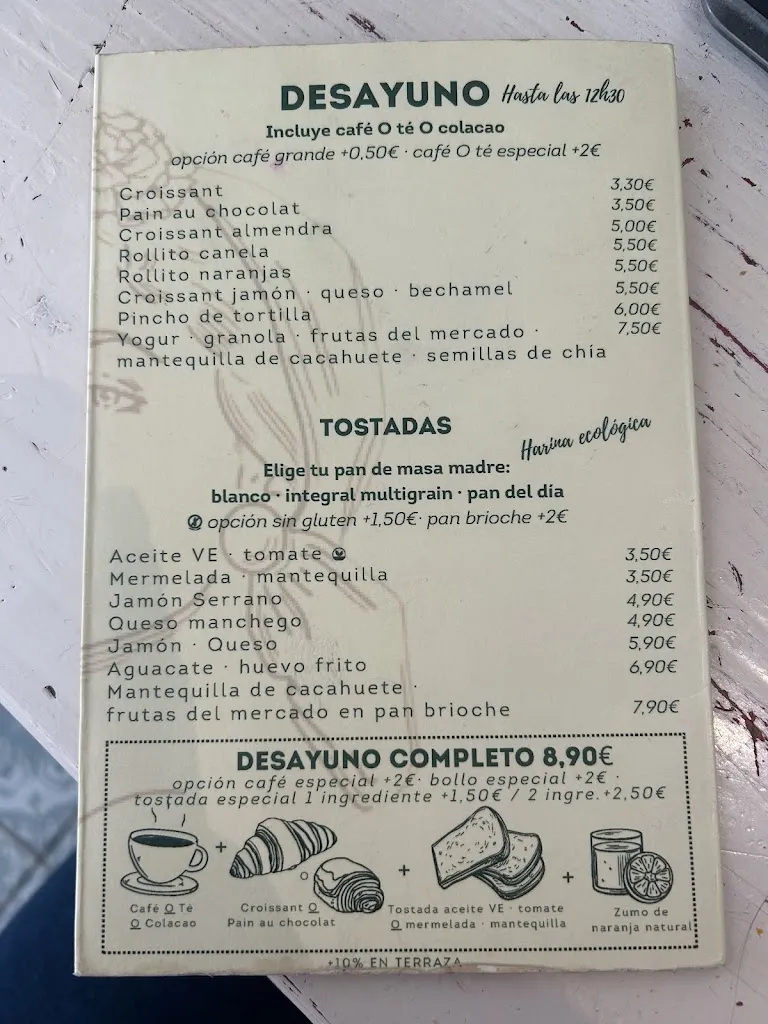 DESAYUNO Hasta las 12h30
Incluye café O té O colacao
opción café grande +0,50€ · café O té especial +2€
Croissant 3,30€
Pain au chocolat 3,50€
Croissant almendra 5,00€
Rollito canela 5,50€
Rollito naranjas 5,50€
Croissant jamón · queso · bechamel 5,50€
Pincho de tortilla 6,00€
Yogur · granola · frutas del mercado · 7,50€
mantequilla de cacahuete · semillas de chía
TOSTADAS
Harina ecológica
Elige tu pan de masa madre:
blanco · integral multigrain · pan del día
opción sin gluten +1,50€· pan brioche +2€
Aceite VE · tomate 3,50€
Mermelada · mantequilla 3,50€
Jamón Serrano 4,90€
Queso manchego 4,90€
Jamón · Queso 5,90€
Aguacate · huevo frito 6,90€
Mantequilla de cacahuete ·
frutas del mercado en pan brioche 7,90€
DESAYUNO COMPLETO 8,90€
opción café especial +2€· bollo especial +2€ ·
tostada especial 1 ingrediente +1,50€ / 2 ingre.+2,50€
+ o + +
Café O Té
O Colacao
Croissant O
Pain au chocolat
Tostada aceite VE · tomate
O mermelada · mantequilla
Zumo de
naranja natural
+10% EN TERRAZA